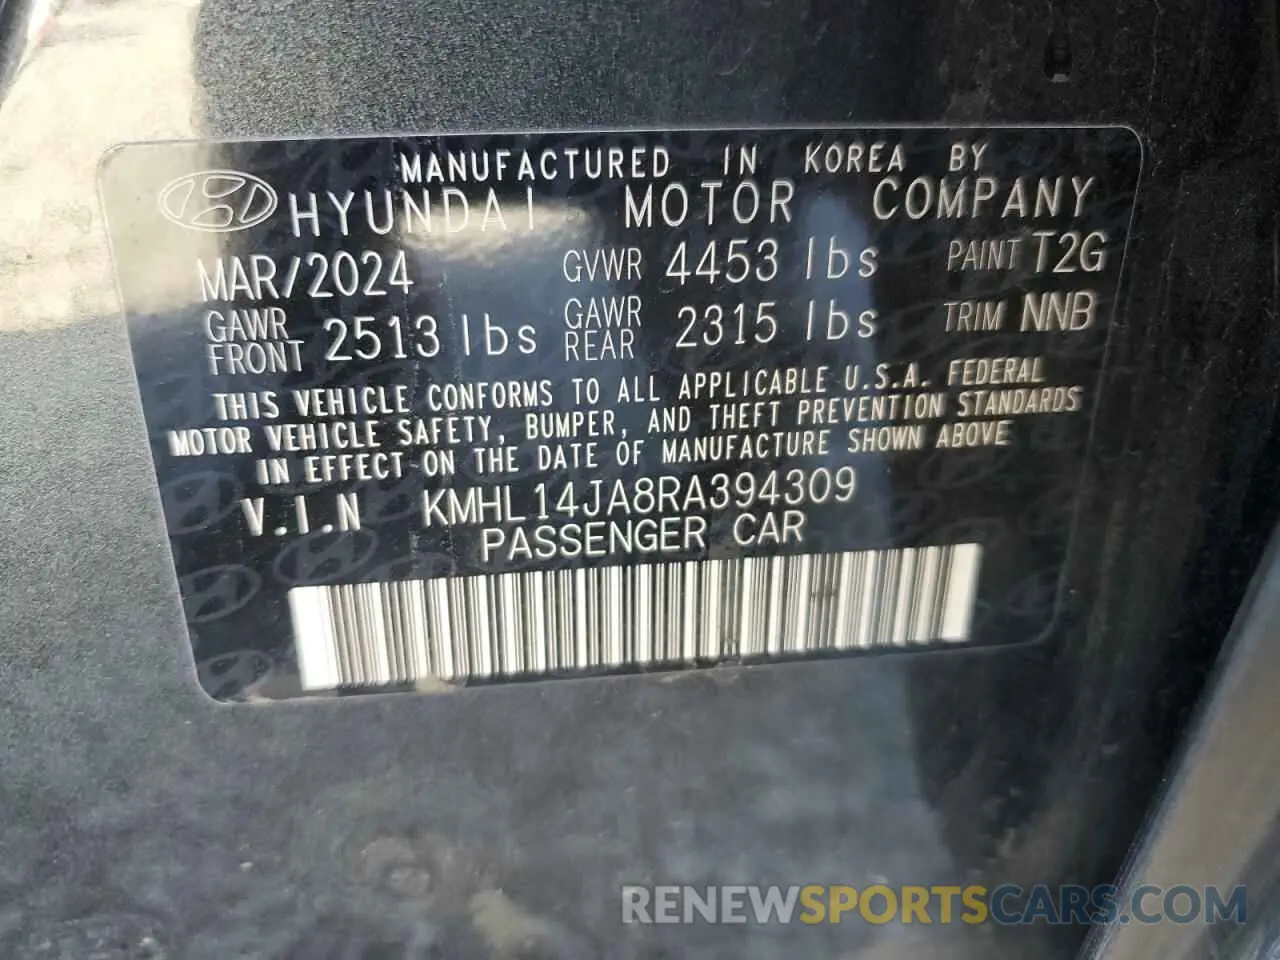 MANUFACTURED IN KOREA BY
HYUNDAI MOTOR COMPANY
MAR/2024 GVWR 4453 lbs PAINT T2G
GAWR FRONT 2513 lbs GAWR REAR 2315 lbs TRIM NNB
THIS VEHICLE CONFORMS TO ALL APPLICABLE U.S.A. FEDERAL
MOTOR VEHICLE SAFETY, BUMPER, AND THEFT PREVENTION STANDARDS
IN EFFECT ON THE DATE OF MANUFACTURE SHOWN ABOVE
V.I.N KMHL14JA8RA394309
PASSENGER CAR
RENEWSPORTSCARS.COM